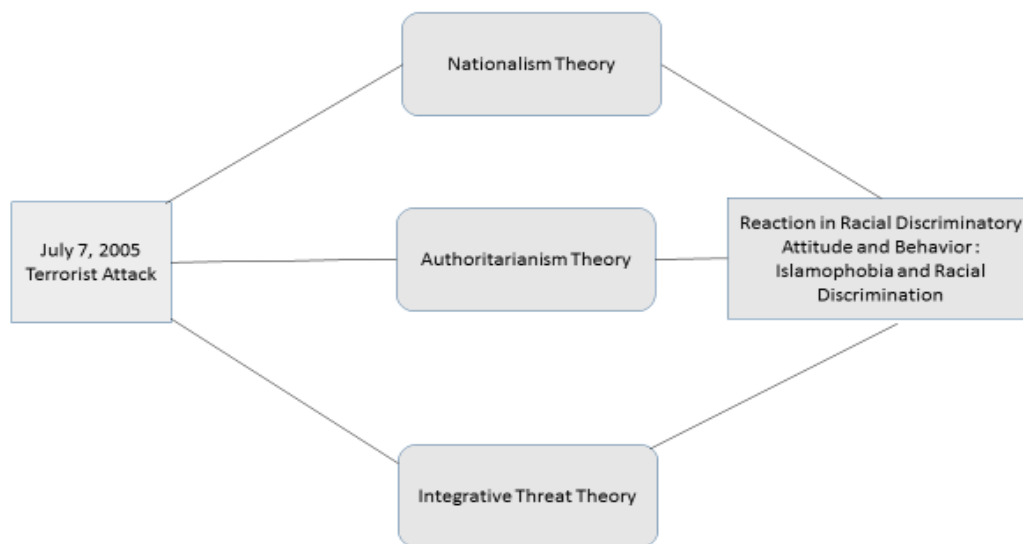 Nationalism Theory
July 7, 2005
Terrorist Attack
Authoritarianism Theory
Reaction in Racial Discriminatory
Attitude and Behavior :
Islamophobia and Racial
Discrimination
Integrative Threat Theory